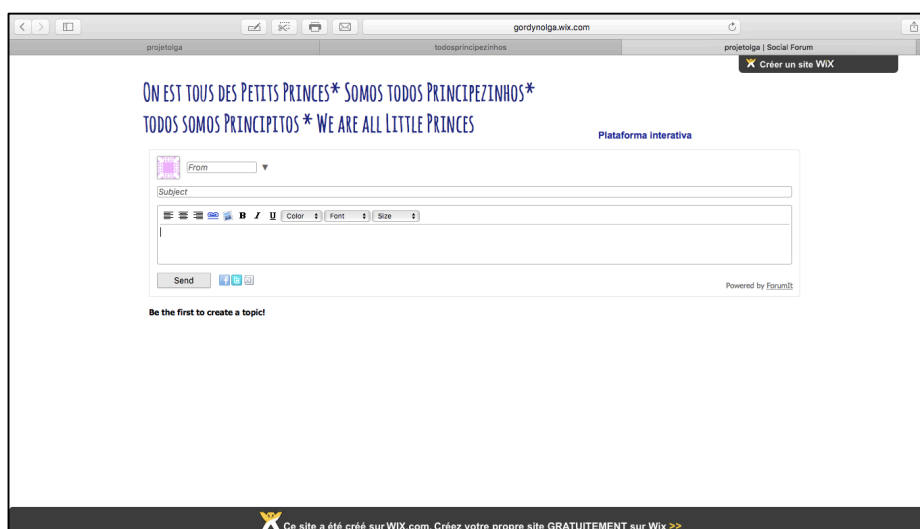 gordynolga.wix.com
projetolga
todosprincipezinhos
projetolga | Social Forum
Créer un site WiX
On est tous des Petits Princes* Somos todos Principezinhos*
todos somos Principitos * We are all Little Princes
Plataforma interativa
From
Subject
B I U Color Font Size
Send
Powered by ForumIt
Be the first to create a topic!
Ce site a été créé sur WIX.com. Créez votre propre site GRATUITEMENT sur Wix >>